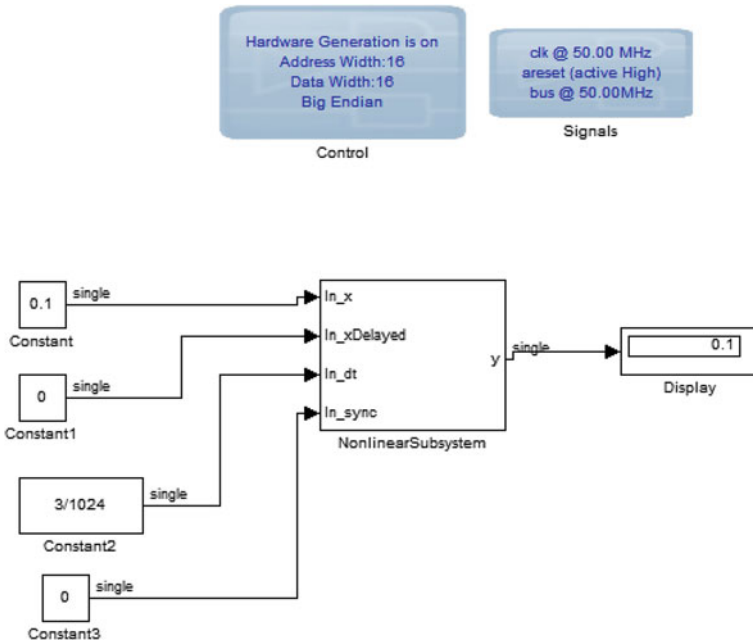 Hardware Generation is on
Address Width:16
Data Width:16
Big Endian
Control
clk @ 50.00 MHz
areset (active High)
bus @ 50.00MHz
Signals
0.1
single
Constant
0
single
Constant1
3/1024
single
Constant2
0
single
Constant3
In_x
In_xDelayed
In_dt
In_sync
y
NonlinearSubsystem
single
0.1
Display